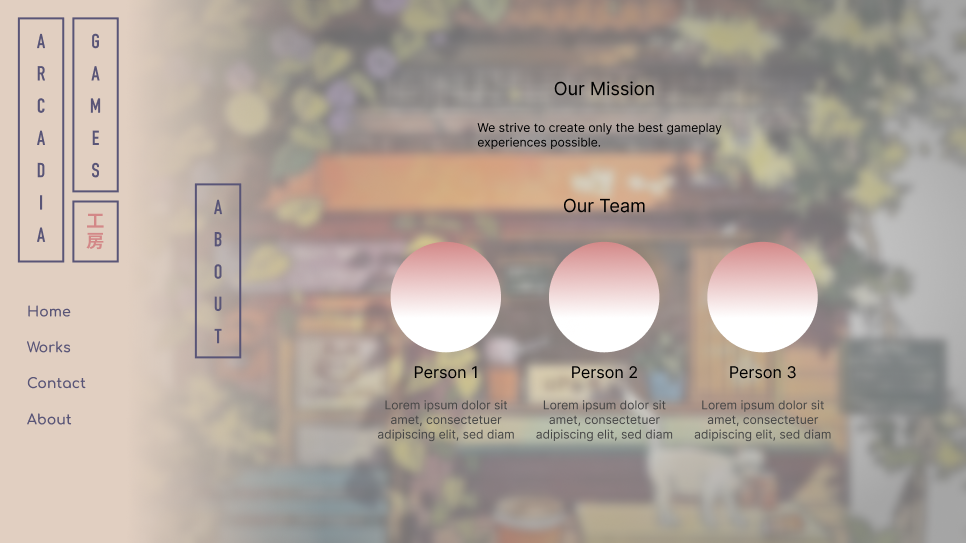 ARCADIA
GAMES
工房
Home
Works
Contact
About
ABOUT
Our Mission
We strive to create only the best gameplay
experiences possible.
Our Team
Person 1
Lorem ipsum dolor sit
amet, consectetuer
adipiscing elit, sed diam
Person 2
Lorem ipsum dolor sit
amet, consectetuer
adipiscing elit, sed diam
Person 3
Lorem ipsum dolor sit
amet, consectetuer
adipiscing elit, sed diam